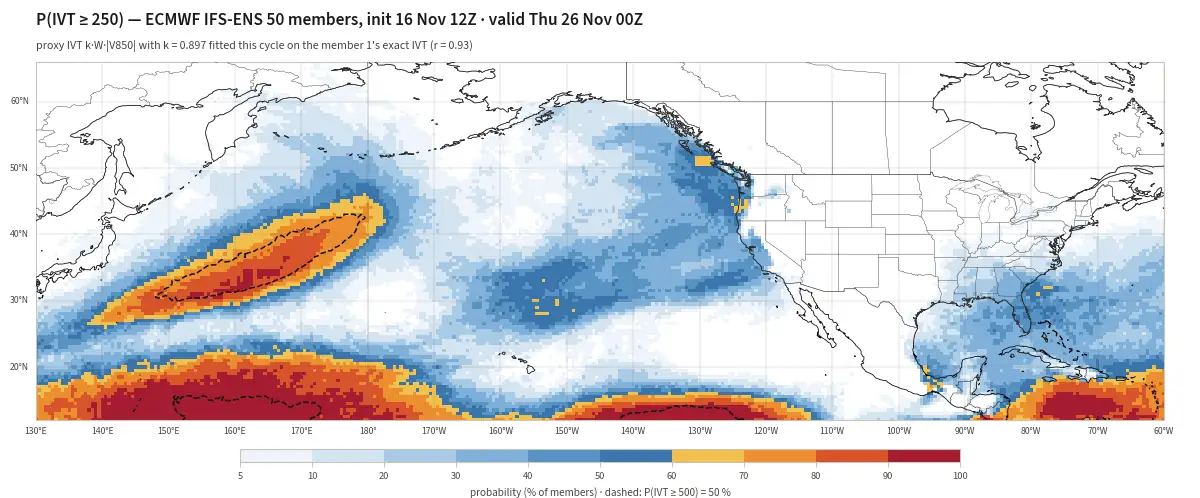 P(IVT ≥ 250) — ECMWF IFS-ENS 50 members, init 16 Nov 12Z · valid Thu 26 Nov 00Z
proxy IVT k·W·|V850| with k = 0.897 fitted this cycle on the member 1's exact IVT (r = 0.93)
60°N
50°N
40°N
30°N
20°N
130°E 140°E 150°E 160°E 170°E 180° 170°W 160°W 150°W 140°W 130°W 120°W 110°W 100°W 90°W 80°W 70°W 60°W
5 10 20 30 40 50 60 70 80 90 100
probability (% of members) · dashed: P(IVT ≥ 500) = 50 %